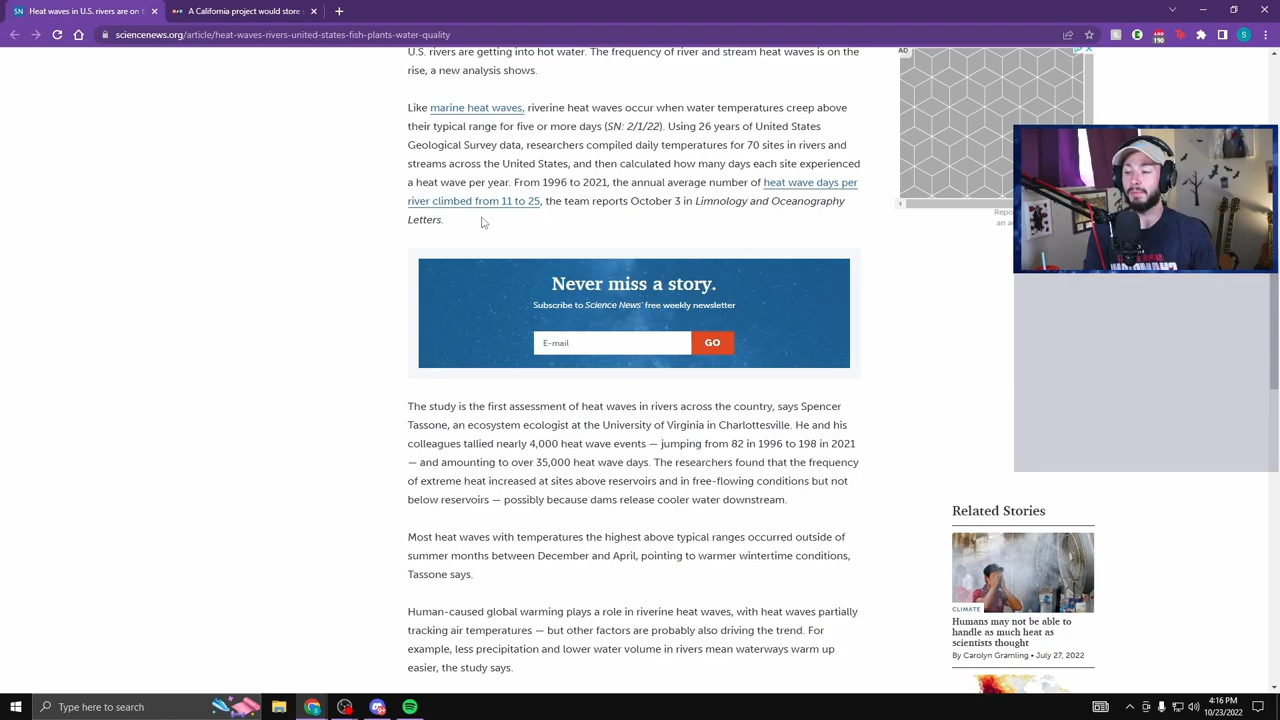 Heat waves in U.S. rivers are on t
A California park statue stores
sciencenews.org/article/heat-waves-rivers-united-states-fish-plants-water-quality
U.S. rivers are getting into hot water. The frequency of river and stream heat waves is on the
rise, a new analysis shows.
Like marine heat waves, riverine heat waves occur when water temperatures creep above
their typical range for five or more days (SN: 2/1/22). Using 26 years of United States
Geological Survey data, researchers compiled daily temperatures for 70 sites in rivers and
streams across the United States, and then calculated how many days each site experienced
a heat wave per year. From 1996 to 2021, the annual average number of heat wave days per
river climbed from 11 to 25, the team reports October 3 in Limnology and Oceanography
Letters.
AD
Repo
an a
Never miss a story.
Subscribe to Science News' free weekly newsletter
E-mail
GO
The study is the first assessment of heat waves in rivers across the country, says Spencer
Tassone, an ecosystem ecologist at the University of Virginia in Charlottesville. He and his
colleagues tallied nearly 4,000 heat wave events — jumping from 82 in 1996 to 198 in 2021
— and amounting to over 35,000 heat wave days. The researchers found that the frequency
of extreme heat increased at sites above reservoirs and in free-flowing conditions but not
below reservoirs — possibly because dams release cooler water downstream.
Most heat waves with temperatures the highest above typical ranges occurred outside of
summer months between December and April, pointing to warmer wintertime conditions,
Tassone says.
Human-caused global warming plays a role in riverine heat waves, with heat waves partially
tracking air temperatures — but other factors are probably also driving the trend. For
example, less precipitation and lower water volume in rivers mean waterways warm up
easier, the study says.
Related Stories
CLIMATE
Humans may not be able to
handle as much heat as
scientists thought
By Carolyn Gramling • July 27, 2022
Type here to search
4:16 PM
10/23/2022